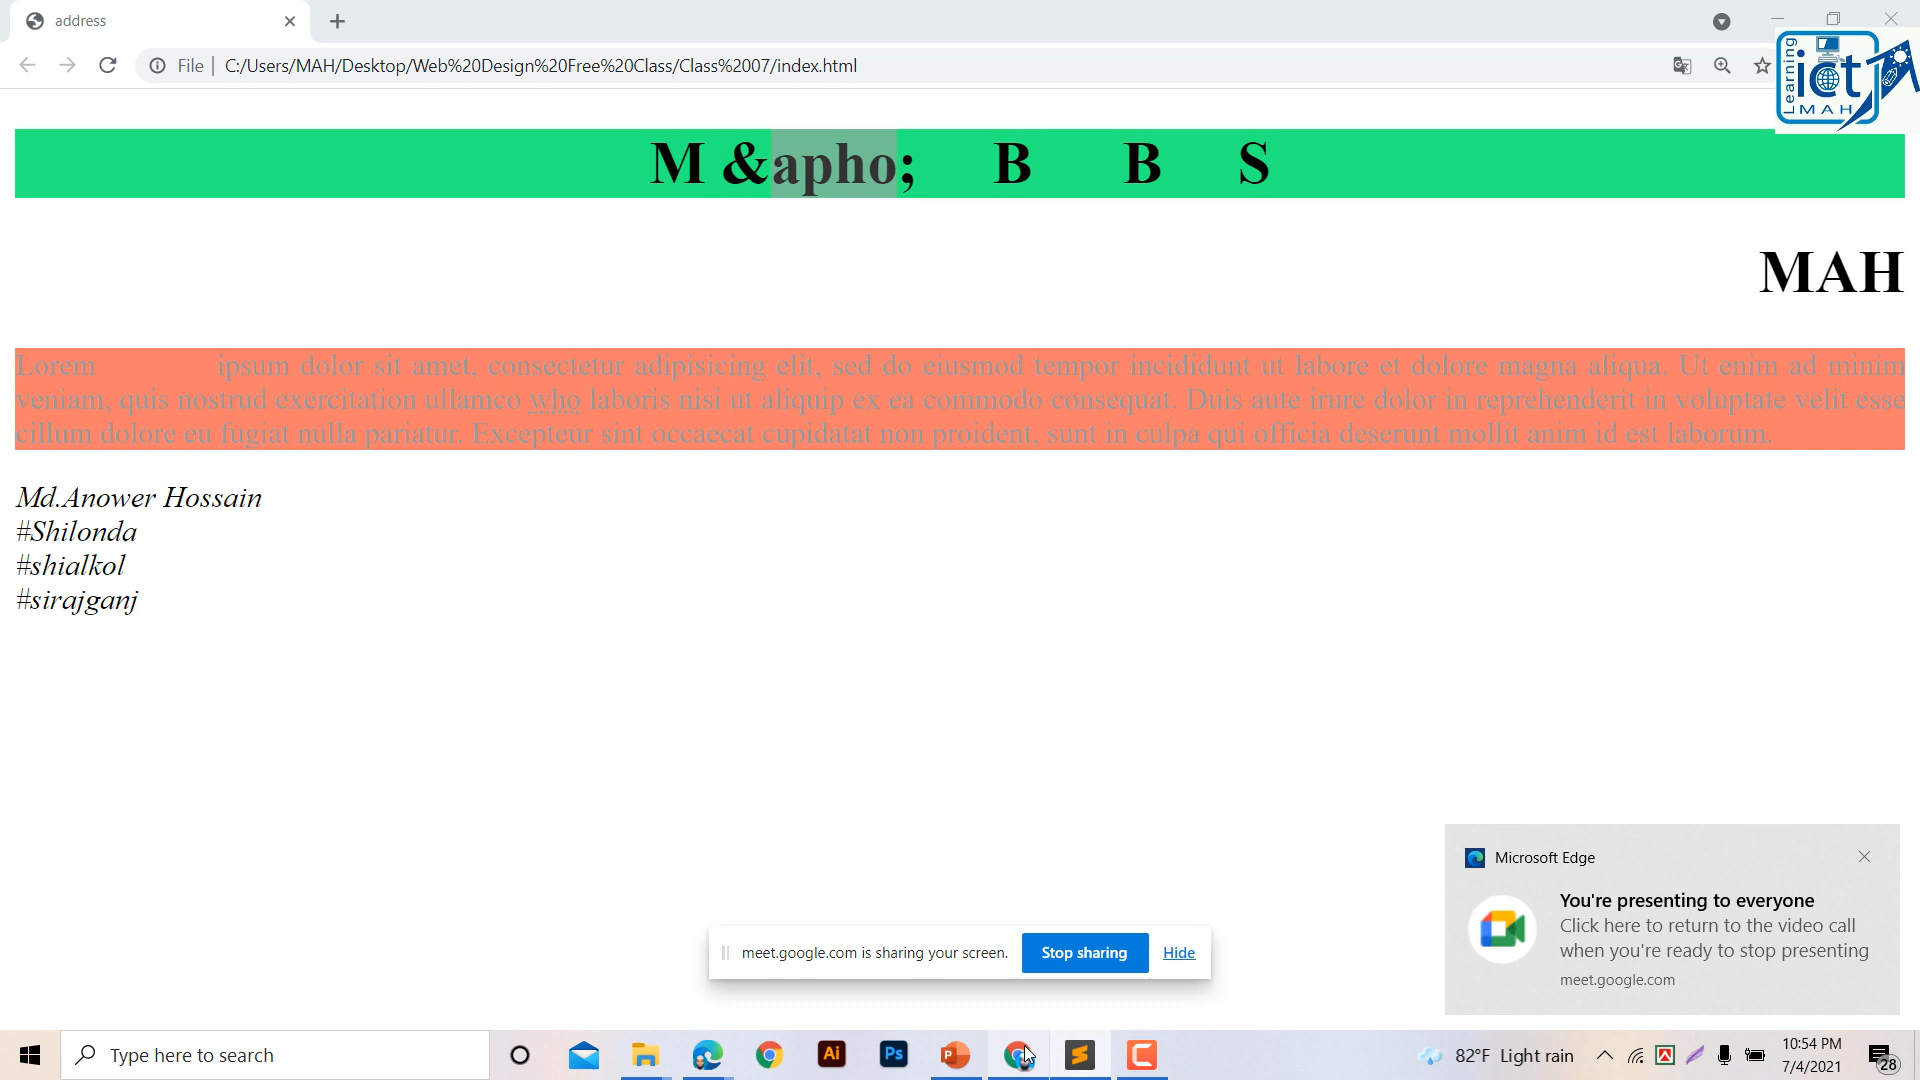 address
File
C:/Users/MAH/Desktop/Web%20Design%20Free%20Class/Class%2007/index.html
Learning
ict
MAH
M &apho; B B S
MAH
Lorem ipsum dolor sit amet, consectetur adipisicing elit, sed do eiusmod tempor incididunt ut labore et dolore magna aliqua. Ut enim ad minim
veniam, quis nostrud exercitation ullamco who laboris nisi ut aliquip ex ea commodo consequat. Duis aute irure dolor in reprehenderit in voluptate velit esse
cillum dolore eu fugiat nulla pariatur. Excepteur sint occaecat cupidatat non proident, sunt in culpa qui officia deserunt mollit anim id est laborum.
Md.Anower Hossain
#Shilonda
#shialkol
#sirajganj
Microsoft Edge
You're presenting to everyone
Click here to return to the video call
when you're ready to stop presenting
meet.google.com
meet.google.com is sharing your screen.
Stop sharing
Hide
Type here to search
Ai
Ps
P
82°F Light rain
10:54 PM
7/4/2021
28